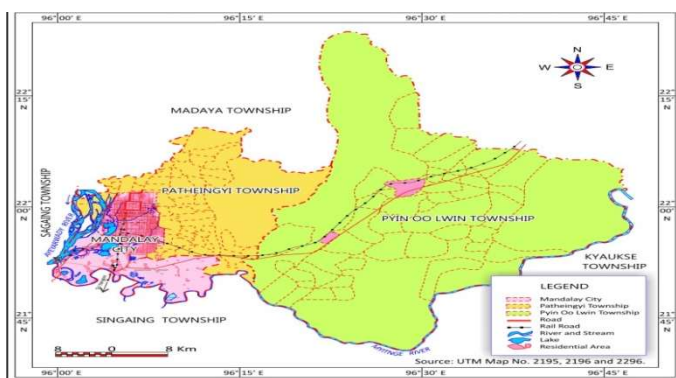 96° 00' E
96° 15' E
96° 30' E
96° 45' E
N
W E
S
22° 15' N
22° 15' N
MADAYA TOWNSHIP
SAGAING TOWNSHIP
PATHEINGYI TOWNSHIP
22° 00' N
22° 00' N
PYIN OO LWIN TOWNSHIP
MANDALAY
CITY
KYAUKSE
TOWNSHIP
LEGEND
Mandalay City
Patheingyi Township
Pyin Oo Lwin Township
Road
Rail Road
River and Stream
Lake
Residential Area
21° 45' N
21° 45' N
SINGAING TOWNSHIP
8 0 8 Km
RIVER
Source: UTM Map No. 2195, 2196 and 2296.
96° 00' E
96° 15' E
96° 30' E
96° 45' E